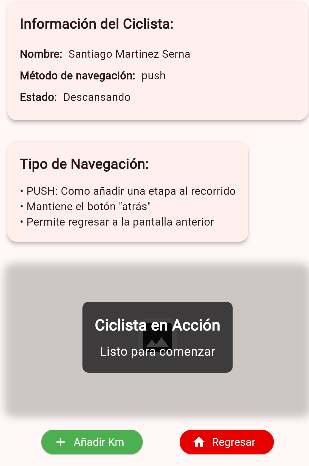 Información del Ciclista:
Nombre: Santiago Martinez Serna
Método de navegación: push
Estado: Descansando
Tipo de Navegación:
• PUSH: Como añadir una etapa al recorrido
• Mantiene el botón "atrás"
• Permite regresar a la pantalla anterior
Ciclista en Acción
Listo para comenzar
Añadir Km
Regresar